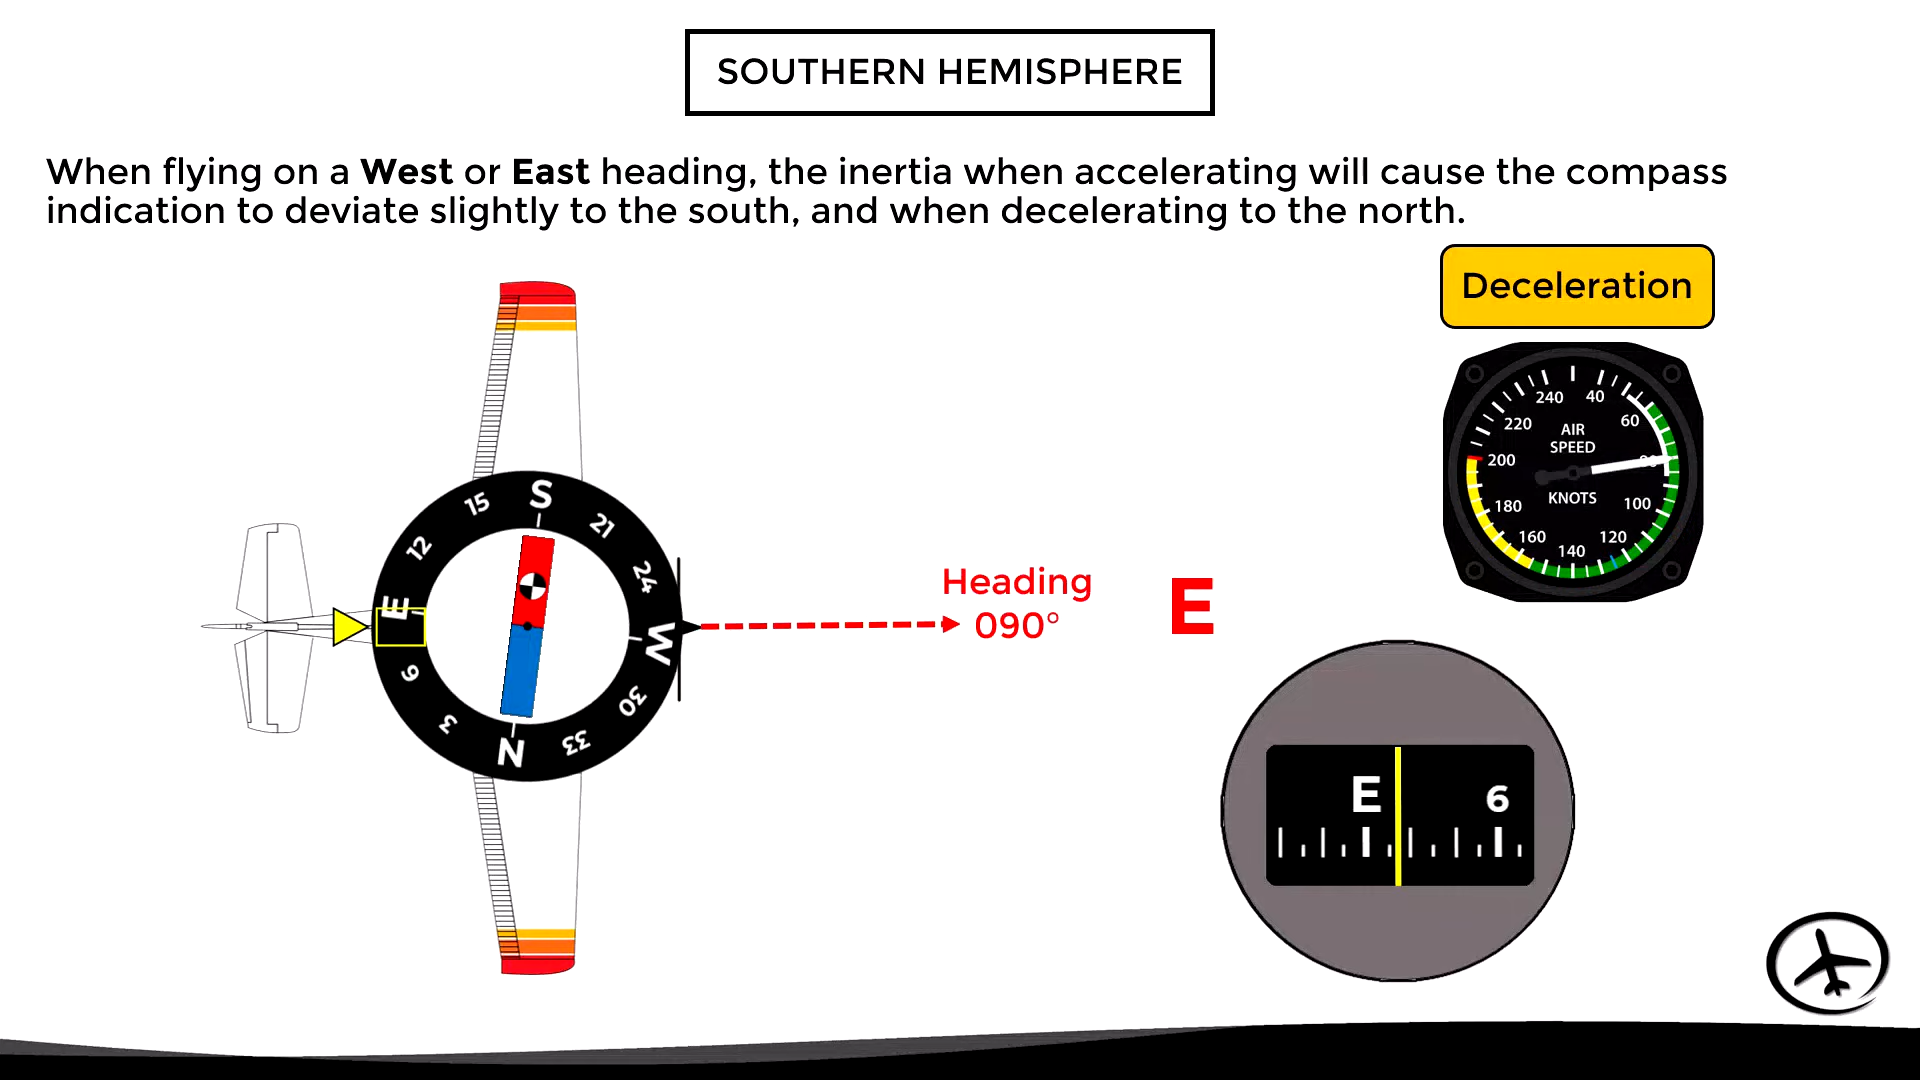 SOUTHERN HEMISPHERE
When flying on a West or East heading, the inertia when accelerating will cause the compass
indication to deviate slightly to the south, and when decelerating to the north.
Deceleration
240 40
220 60
AIR
SPEED
200 80
KNOTS
180 100
160 120
140
S
15 21
12 24
E W
6 30
3 33
N
Heading
090°
E
E 6